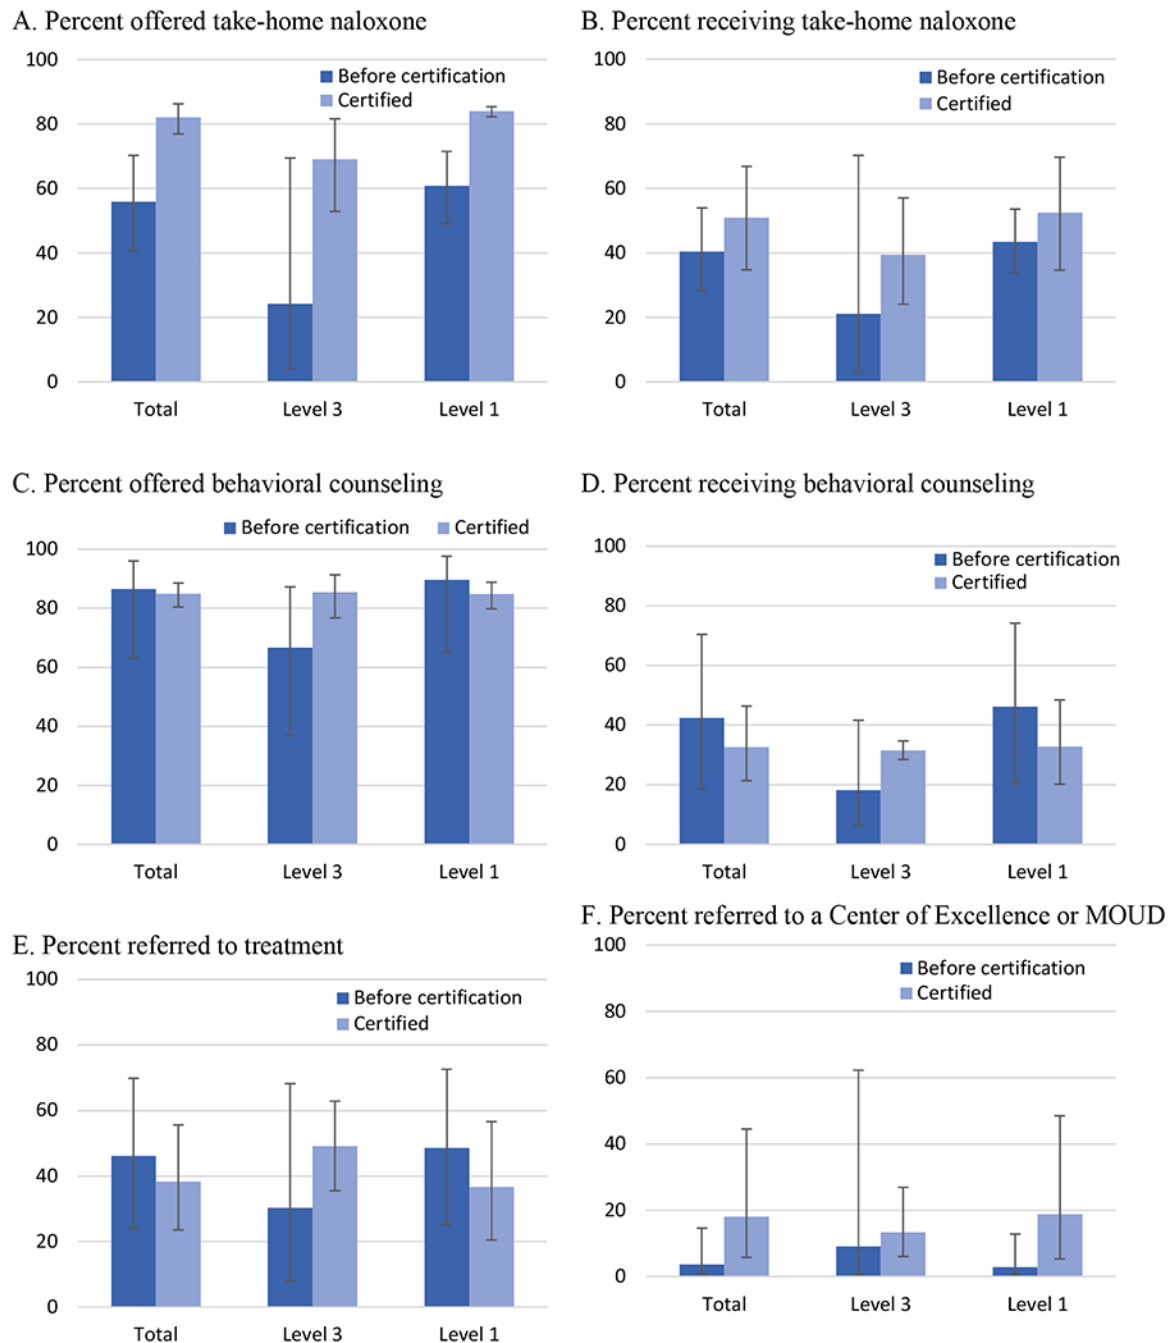 A. Percent offered take-home naloxone
Before certification
Certified
100
80
60
40
20
0
Total Level 3 Level 1
B. Percent receiving take-home naloxone
Before certification
Certified
100
80
60
40
20
0
Total Level 3 Level 1
C. Percent offered behavioral counseling
Before certification Certified
100
80
60
40
20
0
Total Level 3 Level 1
D. Percent receiving behavioral counseling
Before certification
Certified
100
80
60
40
20
0
Total Level 3 Level 1
E. Percent referred to treatment
Before certification
Certified
100
80
60
40
20
0
Total Level 3 Level 1
F. Percent referred to a Center of Excellence or MOUD
Before certification
Certified
100
80
60
40
20
0
Total Level 3 Level 1